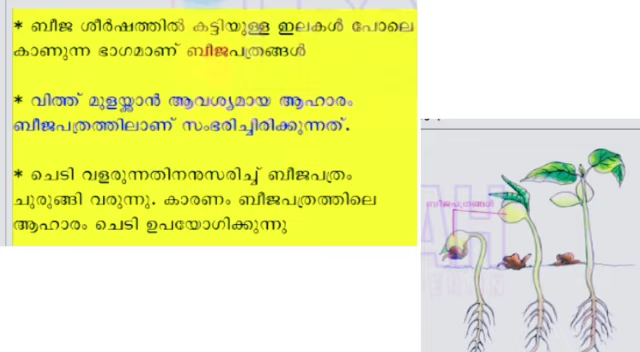 * ബീജ ശീർഷത്തിൽ കട്ടിയുള്ള ഇലകൾ പോലെ
കാണുന്ന ഭാഗമാണ് ബീജപത്രങ്ങൾ
* വിത്ത് മുളയ്ക്കാൻ ആവശ്യമായ ആഹാരം
ബീജപത്രത്തിലാണ് സംഭരിച്ചിരിക്കുന്നത്.
* ചെടി വളരുന്നതിനനുസരിച്ച് ബീജപത്രം
ചുരുങ്ങി വരുന്നു. കാരണം ബീജപത്രത്തിലെ
ആഹാരം ചെടി ഉപയോഗിക്കുന്നു
ബീജപത്രങ്ങൾ